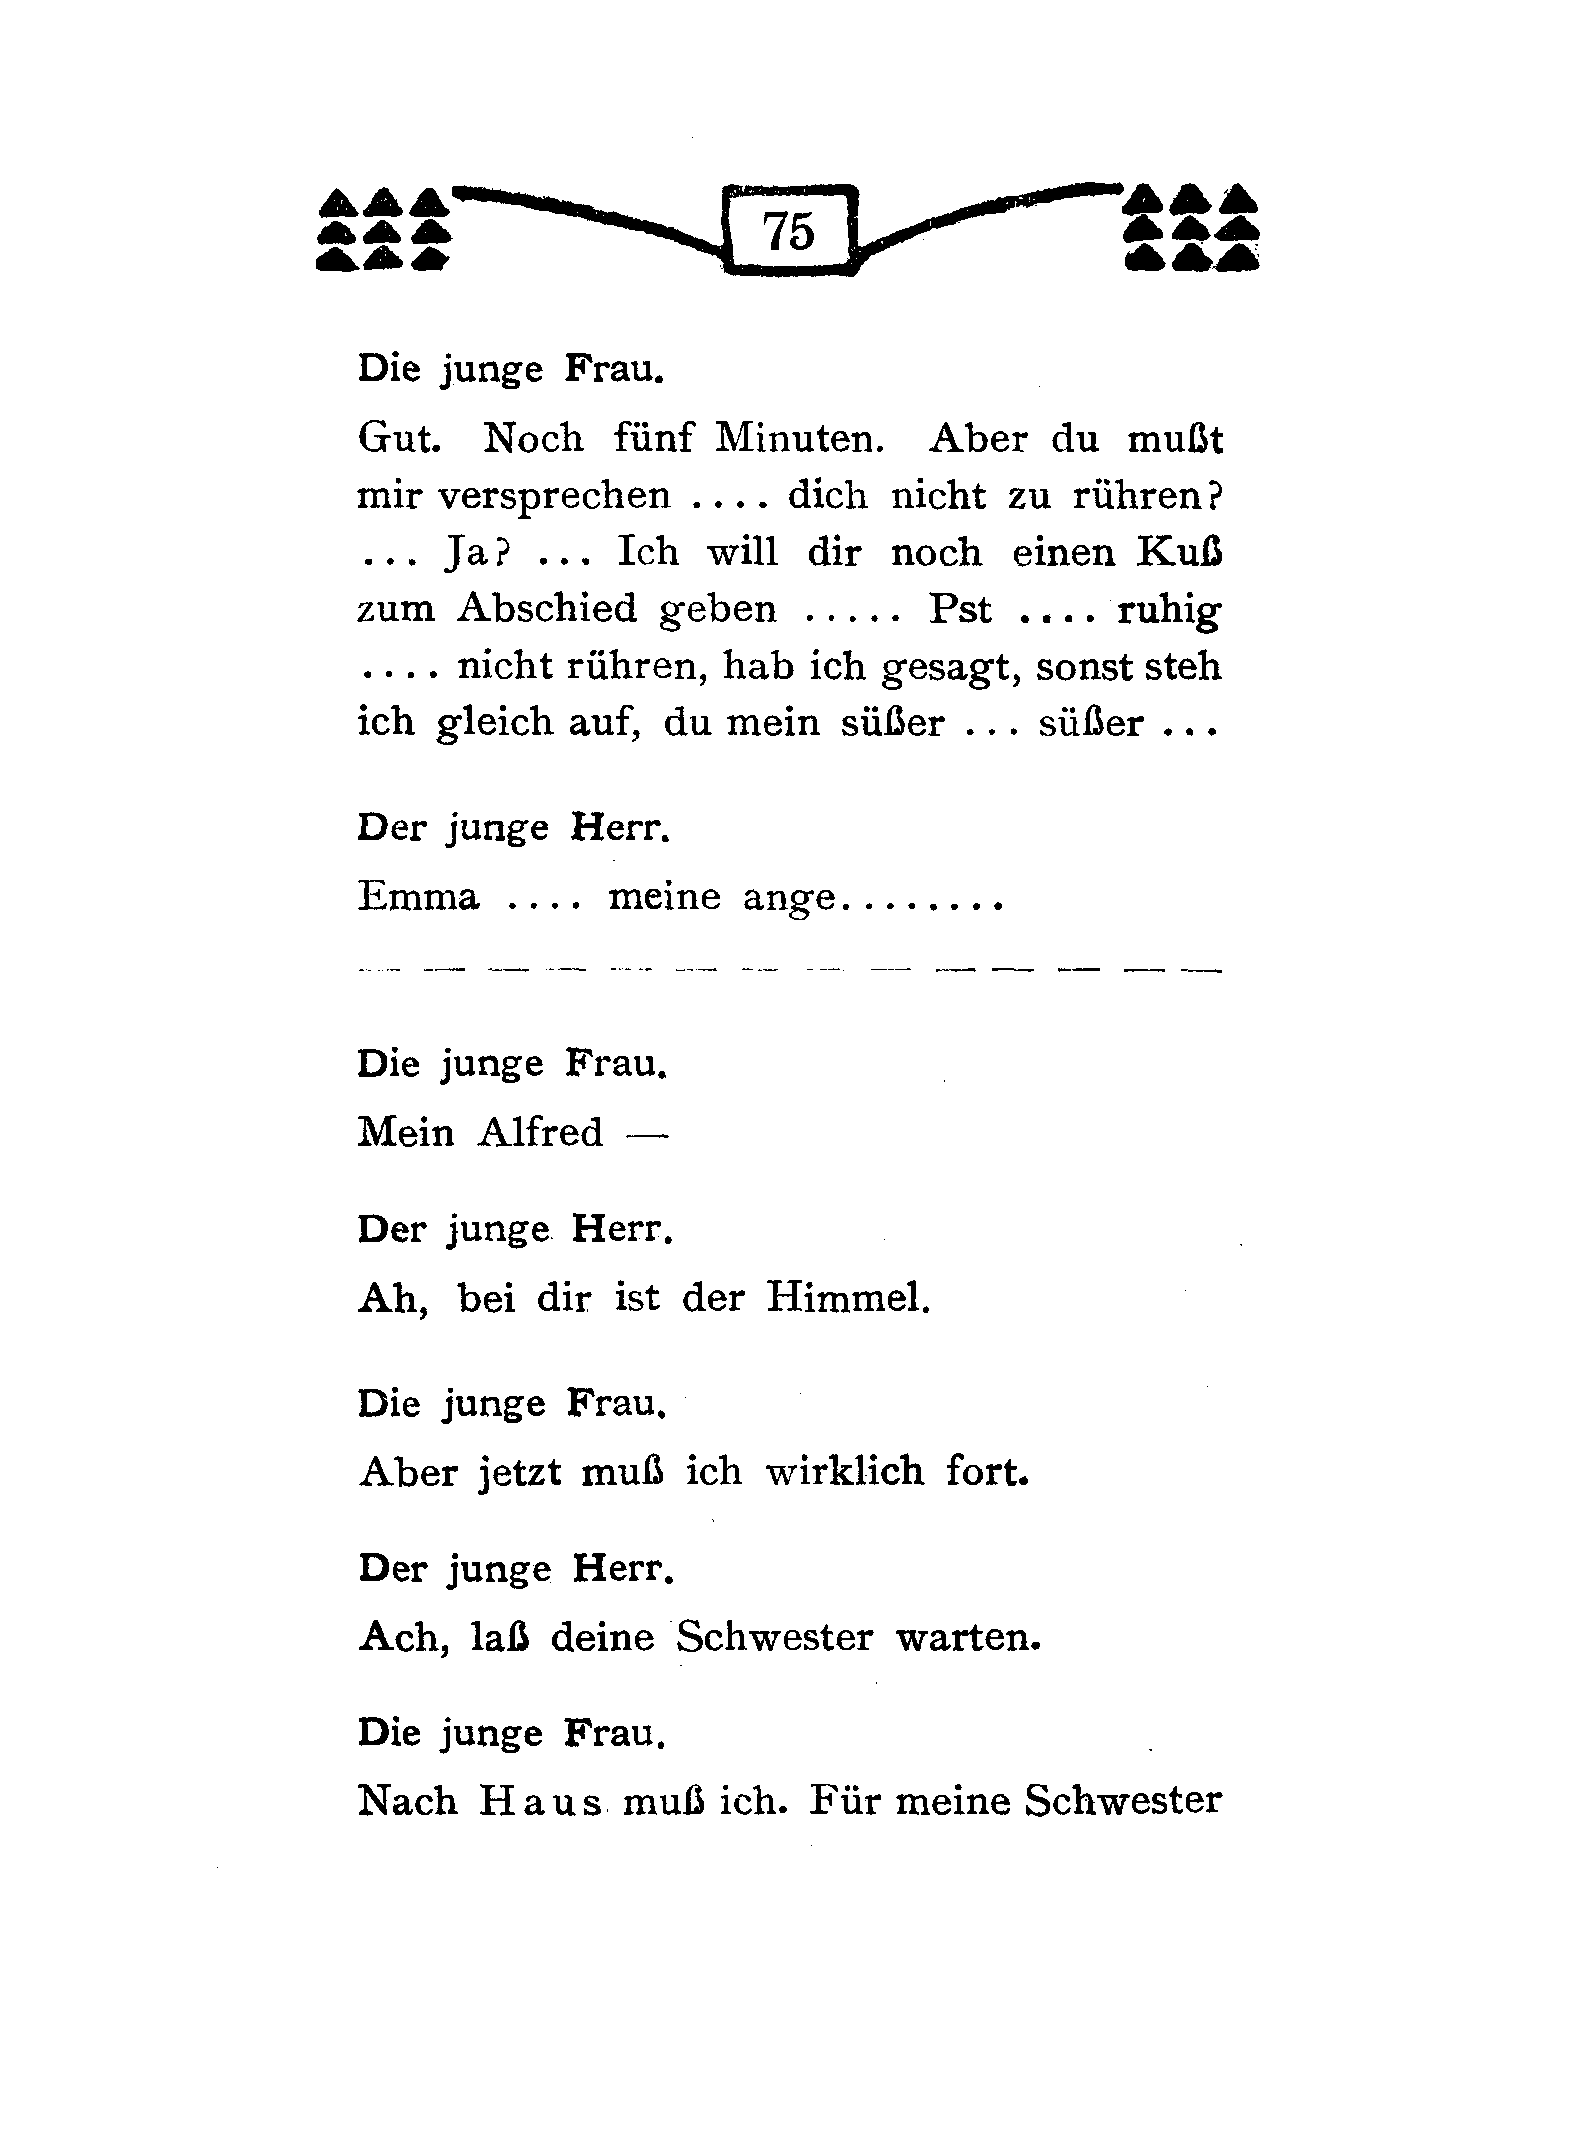 75
Die junge Frau.
Gut. Noch fünf Minuten. Aber du mußt
mir versprechen .... dich nicht zu rühren?
... Ja? ... Ich will dir noch einen Kuß
zum Abschied geben ..... Pst .... ruhig
.... nicht rühren, hab ich gesagt, sonst steh
ich gleich auf, du mein süßer ... süßer ...
Der junge Herr.
Emma .... meine ange........
— — — — — — — — — — — — — —
Die junge Frau.
Mein Alfred —
Der junge Herr.
Ah, bei dir ist der Himmel.
Die junge Frau.
Aber jetzt muß ich wirklich fort.
Der junge Herr.
Ach, laß deine Schwester warten.
Die junge Frau.
Nach Haus muß ich. Für meine Schwester